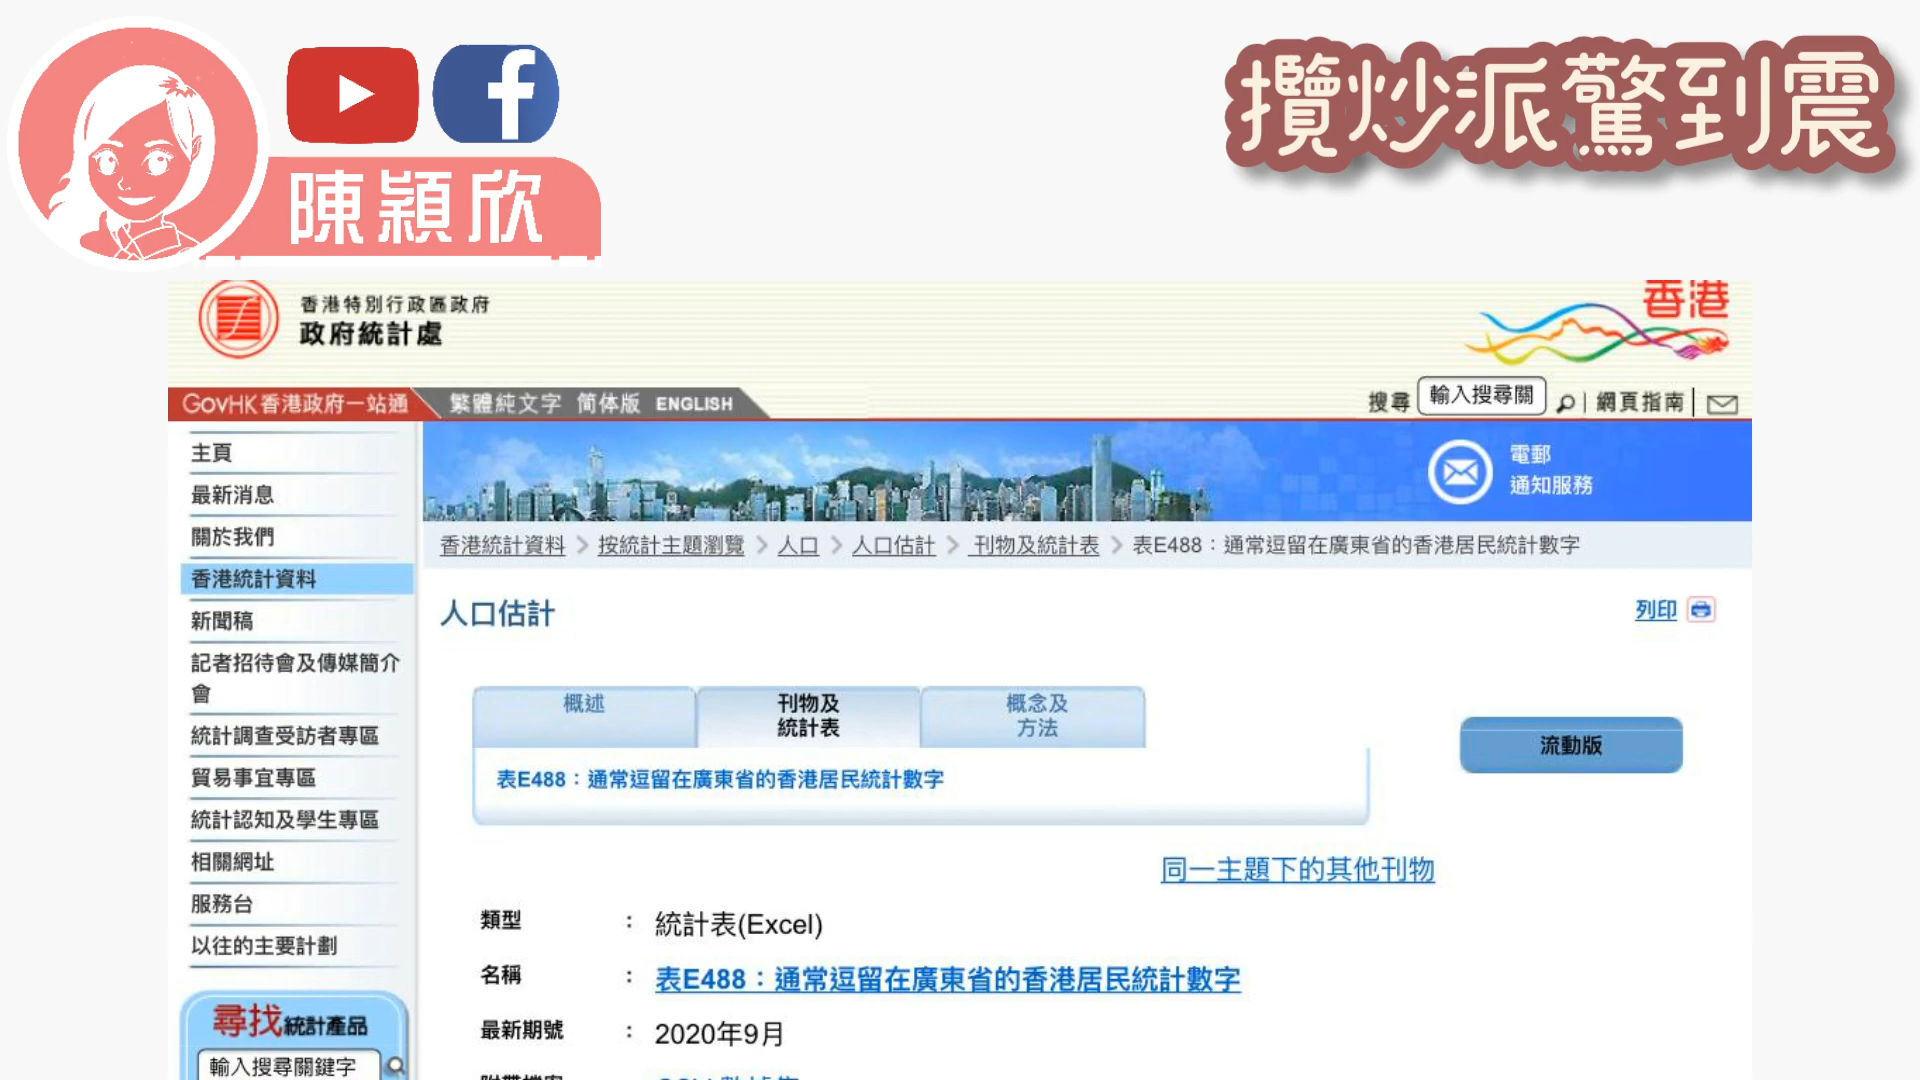 攬炒派驚到震
陳穎欣
香港特別行政區政府
政府統計處
香港
GOVHK 香港政府一站通
繁體純文字 简体版 ENGLISH
搜尋 輸入搜尋關 | 網頁指南 |
主頁
最新消息
關於我們
香港統計資料
新聞稿
記者招待會及傳媒簡介
會
統計調查受訪者專區
貿易事宜專區
統計認知及學生專區
相關網址
服務台
以往的主要計劃
尋找統計產品
輸入搜尋關鍵字
電郵
通知服務
香港統計資料 > 按統計主題瀏覽 > 人口 > 人口估計 > 刊物及統計表 > 表E488：通常逗留在廣東省的香港居民統計數字
人口估計
列印
概述
刊物及
統計表
概念及
方法
流動版
表E488：通常逗留在廣東省的香港居民統計數字
同一主題下的其他刊物
類型 : 統計表(Excel)
名稱 : 表E488：通常逗留在廣東省的香港居民統計數字
最新期號 : 2020年9月